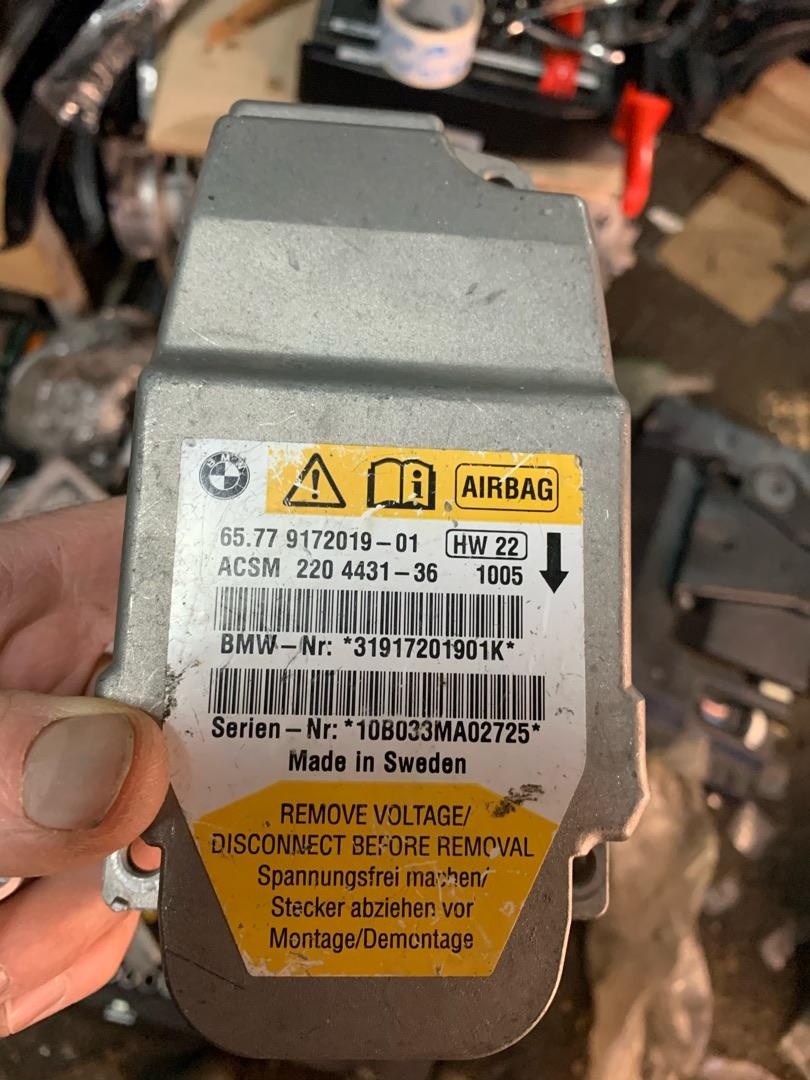 BMW
AIRBAG
65.77 9172019-01 HW 22
ACSM 220 4431-36 1005
BMW-Nr: *31917201901K*
Serien-Nr: *10B033MA02725*
Made in Sweden
REMOVE VOLTAGE/
DISCONNECT BEFORE REMOVAL
Spannungsfrei machen/
Stecker abziehen vor
Montage/Demontage